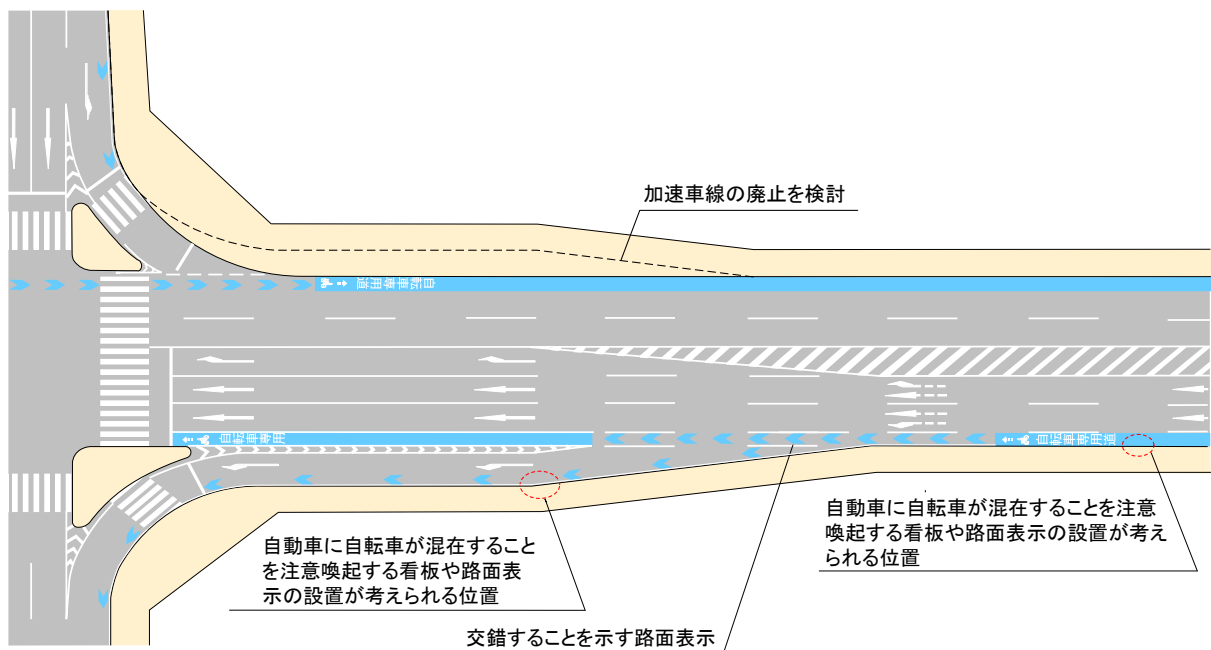 加速車線の廃止を検討
自転車専用道
自転車専用
自転車専用道
自動車に自転車が混在すること
を注意喚起する看板や路面表
示の設置が考えられる位置
自動車に自転車が混在することを注意
喚起する看板や路面表示の設置が考え
られる位置
交錯することを示す路面表示